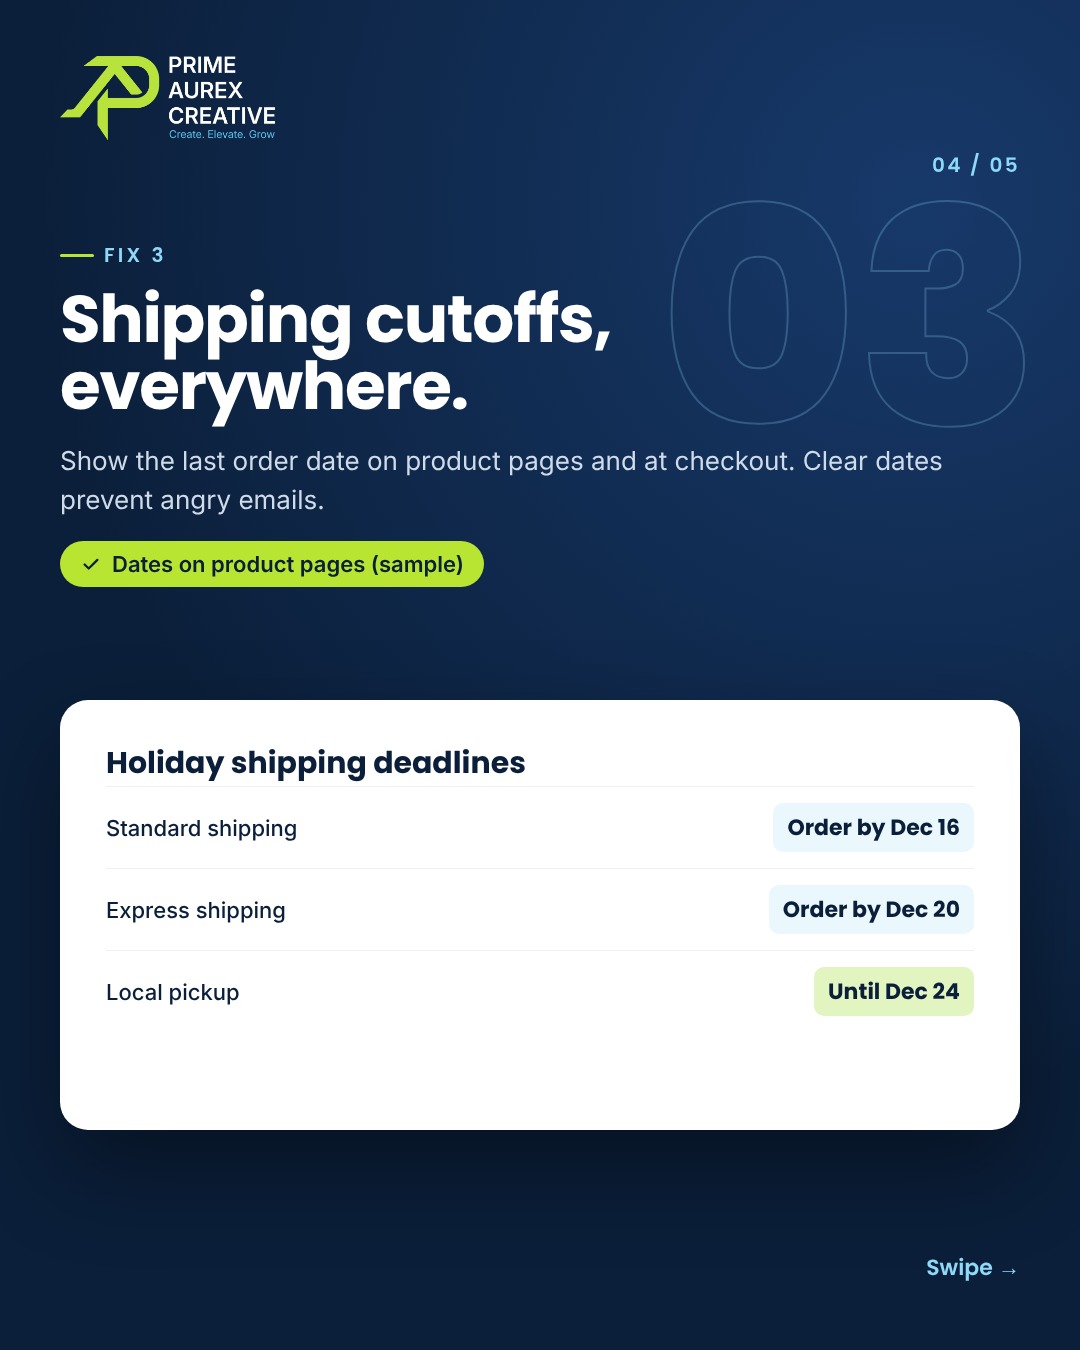 PRIME
AUREX
CREATIVE
Create. Elevate. Grow
04 / 05
03
FIX 3
Shipping cutoffs,
everywhere.
Show the last order date on product pages and at checkout. Clear dates
prevent angry emails.
✓ Dates on product pages (sample)
Holiday shipping deadlines
Standard shipping Order by Dec 16
Express shipping Order by Dec 20
Local pickup Until Dec 24
Swipe →